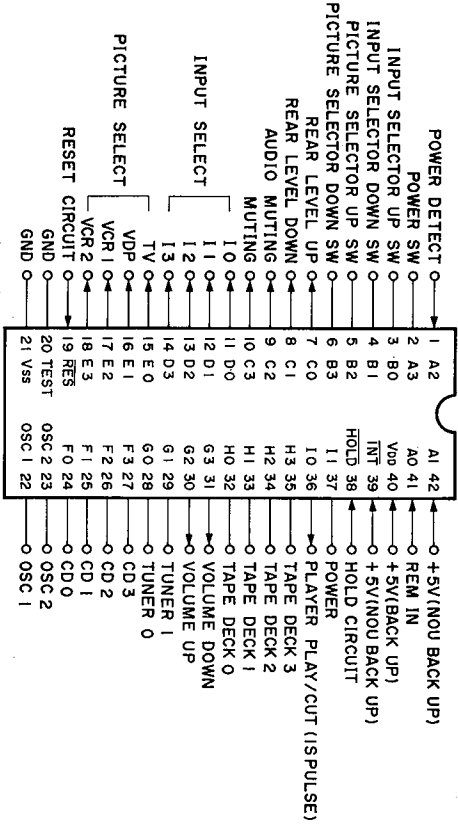 POWER DETECT 1 A2 A1 42 +5V(NOU BACK UP)
POWER SW 2 A3 A0 41 REM IN
INPUT SELECTOR UP SW 3 B0 VDD 40 +5V(BACK UP)
INPUT SELECTOR DOWN SW 4 B1 INT 39 +5V(NOU BACK UP)
PICTURE SELECTOR UP SW 5 B2 HOLD 38 HOLD CIRCUIT
PICTURE SELECTOR DOWN SW 6 B3 I1 37 POWER
REAR LEVEL UP 7 C0 I0 36 PLAYER PLAY/CUT (ISPULSE)
REAR LEVEL DOWN 8 C1 H3 35 TAPE DECK 3
AUDIO MUTING 9 C2 H2 34 TAPE DECK 2
MUTING 10 C3 H1 33 TAPE DECK 1
I0 11 D0 H0 32 TAPE DECK 0
I1 12 D1 G3 31 VOLUME DOWN
INPUT SELECT
I2 13 D2 G2 30 VOLUME UP
I3 14 D3 G1 29 TUNER 1
TV 15 E0 G0 28 TUNER 0
VDP 16 E1 F3 27 CD 3
PICTURE SELECT
VCR 1 17 E2 F2 26 CD 2
VCR 2 18 E3 F1 25 CD 1
RESET CIRCUIT 19 RES F0 24 CD 0
GND 20 TEST OSC 2 23 OSC 2
GND 21 Vss OSC 1 22 OSC 1